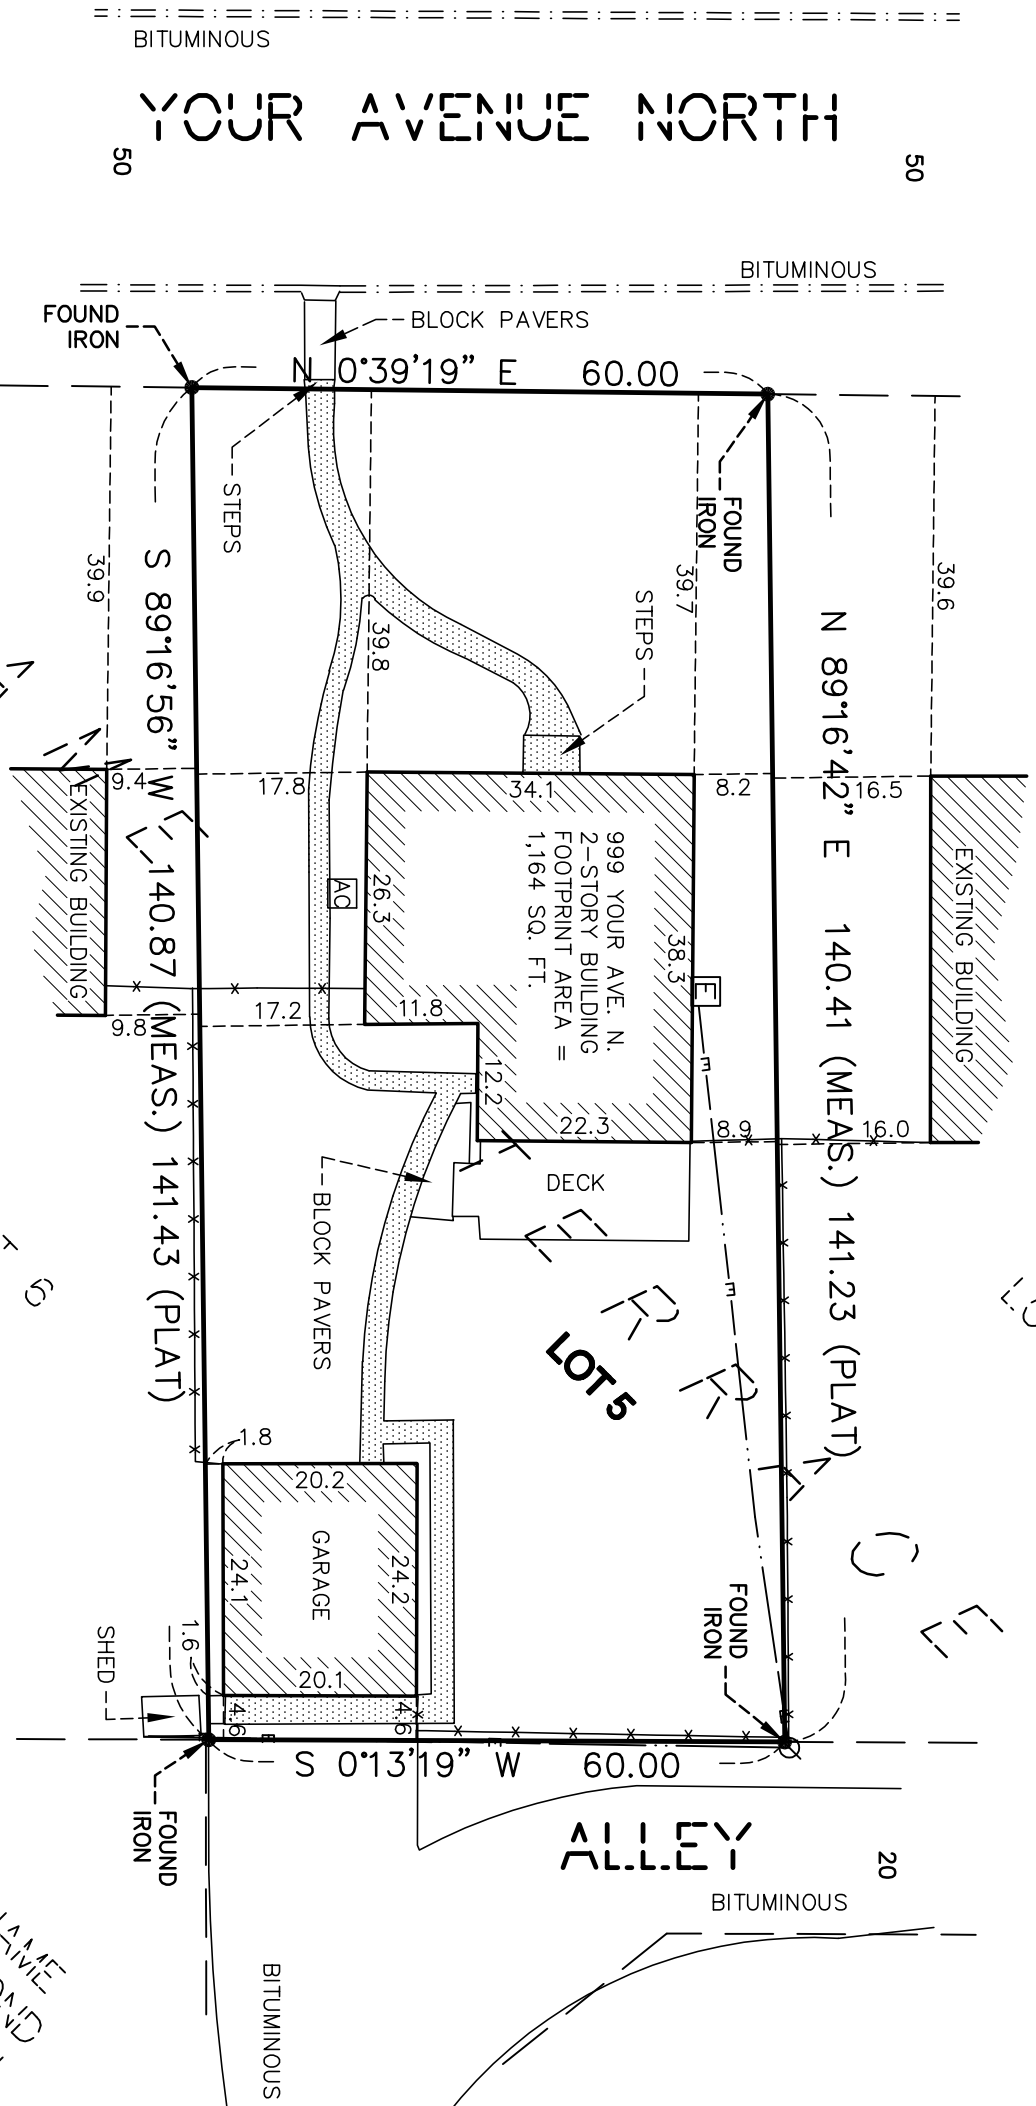 BITUMINOUS
YOUR AVENUE NORTH
50
50
BITUMINOUS
BLOCK PAVERS
FOUND
IRON
N 0°39'19" E 60.00
STEPS
FOUND
IRON
39.9
39.8
39.7
39.6
STEPS
S 89°16'56" W 140.87 (MEAS.) 141.43 (PLAT)
N 89°16'42" E 140.41 (MEAS.) 141.23 (PLAT)
9.4
17.8
34.1
8.2
16.5
EXISTING BUILDING
AC
26.3
999 YOUR AVE. N.
2-STORY BUILDING
FOOTPRINT AREA =
1,164 SQ. FT.
38.3
E
EXISTING BUILDING
9.8
17.2
11.8
12.2
22.3
8.9
16.0
E
DECK
BLOCK PAVERS
E
6
LOT 5
T E R R A C E
1.8
20.2
24.1
GARAGE
24.2
20.1
FOUND
IRON
1.6
SHED
4.6
4.6
E
E
S 0°13'19" W 60.00
FOUND
IRON
ALLEY
20
BITUMINOUS
BITUMINOUS